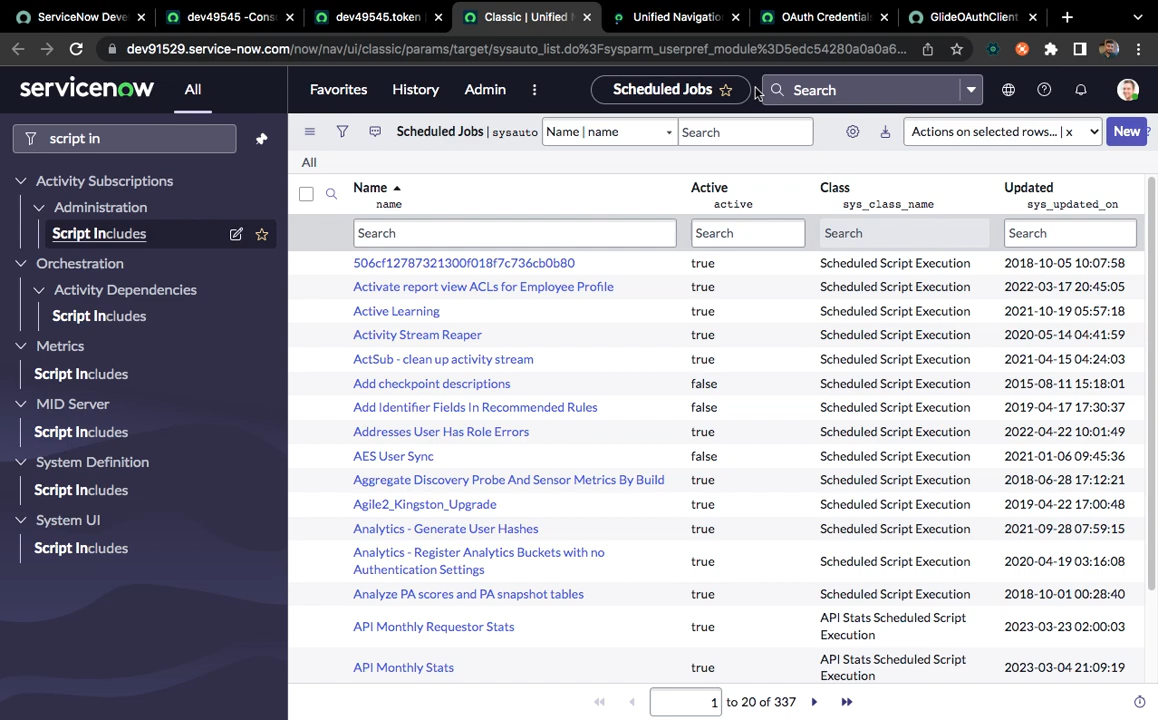 ServiceNow Deve
dev49545 -Cons
dev49545.token
Classic | Unified N
Unified Navigation
OAuth Credentials
GlideOAuthClient
dev91529.service-now.com/now/nav/ui/classic/params/target/sysauto_list.do%3Fsysparm_userpref_module%3D5edc54280a0a0a6...
servicenow
All
Favorites
History
Admin
Scheduled Jobs
Search
script in
Scheduled Jobs | sysauto
Name | name
Search
Actions on selected rows... | x
New
All
Activity Subscriptions
Administration
Script Includes
Orchestration
Activity Dependencies
Script Includes
Metrics
Script Includes
MID Server
Script Includes
System Definition
Script Includes
System UI
Script Includes
Name Active Class Updated
name active sys_class_name sys_updated_on
Search Search Search Search
506cf12787321300f018f7c736cb0b80 true Scheduled Script Execution 2018-10-05 10:07:58
Activate report view ACLs for Employee Profile true Scheduled Script Execution 2022-03-17 20:45:05
Active Learning true Scheduled Script Execution 2021-10-19 05:57:18
Activity Stream Reaper true Scheduled Script Execution 2020-05-14 04:41:59
ActSub - clean up activity stream true Scheduled Script Execution 2021-04-15 04:24:03
Add checkpoint descriptions false Scheduled Script Execution 2015-08-11 15:18:01
Add Identifier Fields In Recommended Rules false Scheduled Script Execution 2019-04-17 17:30:37
Addresses User Has Role Errors true Scheduled Script Execution 2022-04-22 10:01:49
AES User Sync false Scheduled Script Execution 2021-01-06 09:45:36
Aggregate Discovery Probe And Sensor Metrics By Build true Scheduled Script Execution 2018-06-28 17:12:21
Agile2_Kingston_Upgrade true Scheduled Script Execution 2019-04-22 17:00:48
Analytics - Generate User Hashes true Scheduled Script Execution 2021-09-28 07:59:15
Analytics - Register Analytics Buckets with no
Authentication Settings true Scheduled Script Execution 2020-04-19 03:16:08
Analyze PA scores and PA snapshot tables true Scheduled Script Execution 2018-10-01 00:28:40
API Monthly Requestor Stats true API Stats Scheduled Script
Execution 2023-03-23 02:00:03
API Monthly Stats true API Stats Scheduled Script
Execution 2023-03-04 21:09:19
1 to 20 of 337